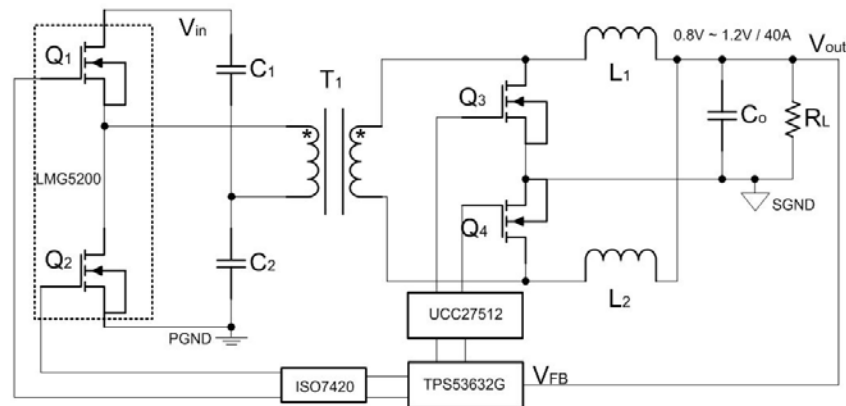 Vin
0.8V ~ 1.2V / 40A
Vout
Q1
C1
T1
L1
Q3
Co
RL
*
*
LMG5200
SGND
Q4
Q2
C2
L2
PGND
UCC27512
ISO7420
TPS53632G
VFB